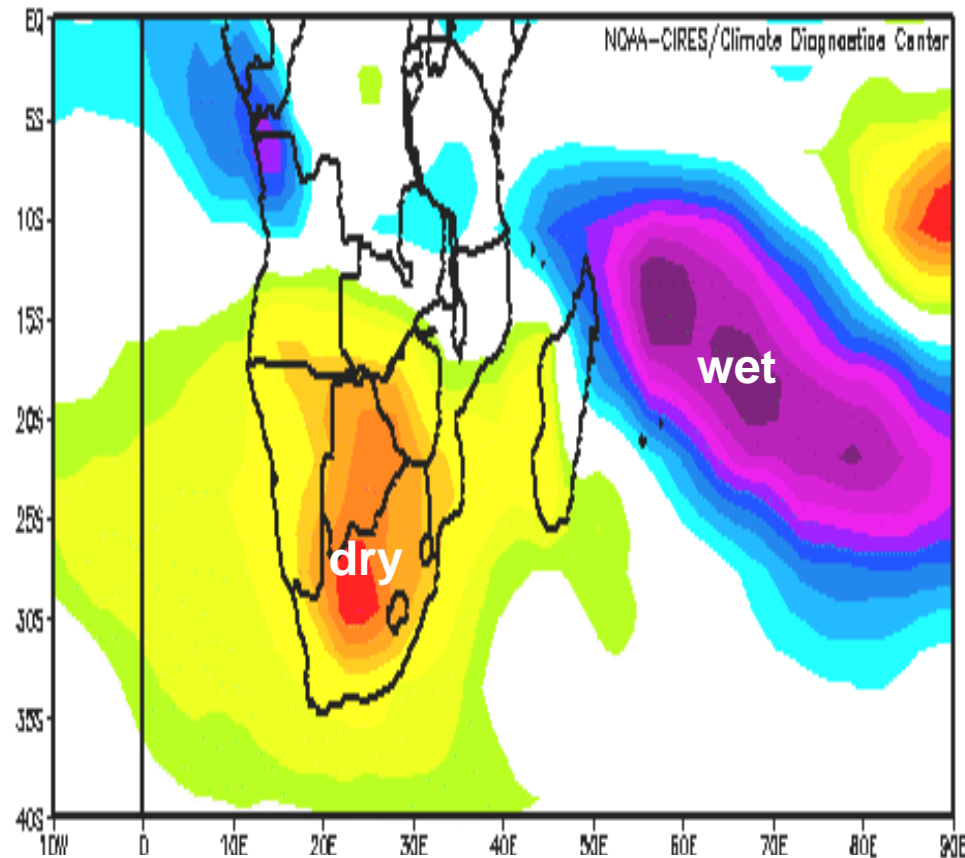 NOAA-CIRES/Climate Diagnostics Center
EQ
5S
10S
15S
20S
25S
30S
35S
40S
wet
dry
10W 0 10E 20E 30E 40E 50E 60E 70E 80E 90E